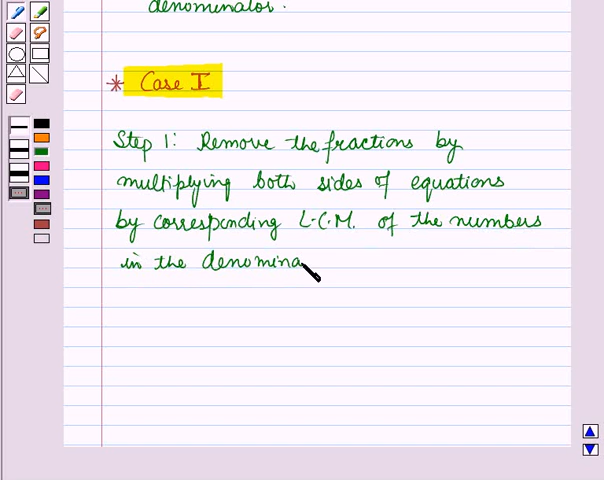 denominator.
* Case I
Step 1: Remove the fractions by
multiplying both sides of equations
by corresponding L.C.M. of the numbers
in the denomina